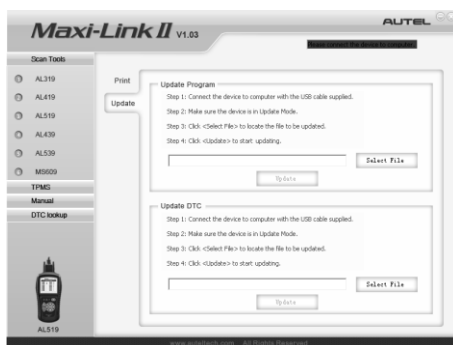 AUTEL
Maxi-Link II V1.03
Please connect the device to computer
Scan Tools
AL319
AL419
AL519
AL439
AL539
MS609
TPMS
Manual
DTC lookup
AL519
Print
Update
Update Program
Step 1: Connect the device to computer with the USB cable supplied.
Step 2: Make sure the device is in Update Mode.
Step 3: Click <Select File> to locate the file to be updated.
Step 4: Click <Update> to start updating.
Select File
Update
Update DTC
Step 1: Connect the device to computer with the USB cable supplied.
Step 2: Make sure the device is in Update Mode.
Step 3: Click <Select File> to locate the file to be updated.
Step 4: Click <Update> to start updating.
Select File
Update
www.auteltech.com All Rights Reserved